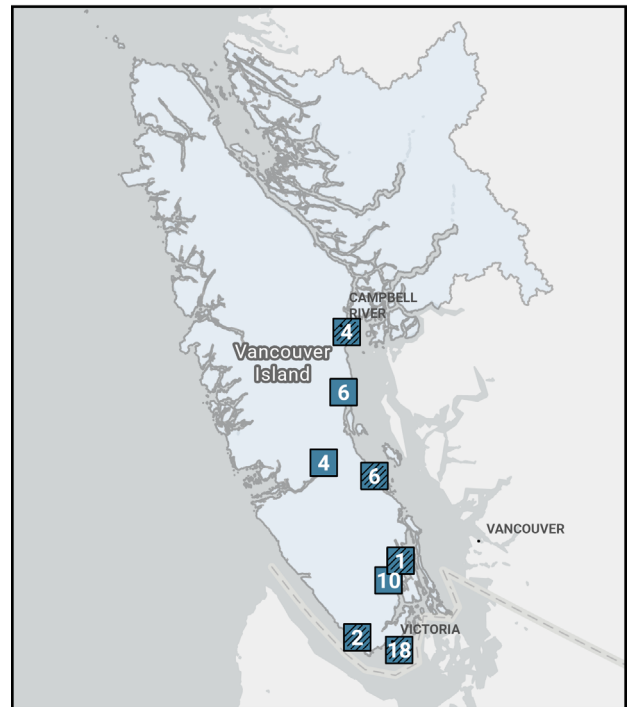 CAMPBELL
RIVER
4
Vancouver
Island
6
4
6
VANCOUVER
1
10
2
VICTORIA
18